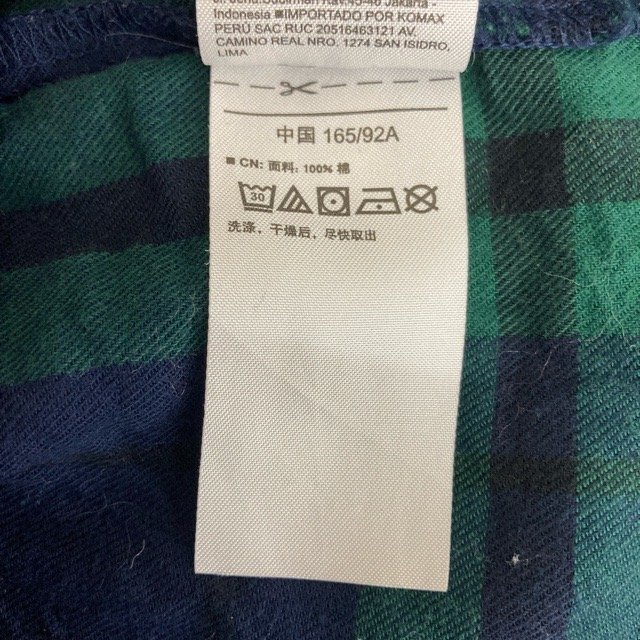 Indonesia ■IMPORTADO POR KOMAX
PERÚ SAC RUC 20516463121 AV.
CAMINO REAL NRO. 1274 SAN ISIDRO,
LIMA
中国 165/92A
■ CN: 面料: 100% 棉
30
洗涤，干燥后，尽快取出